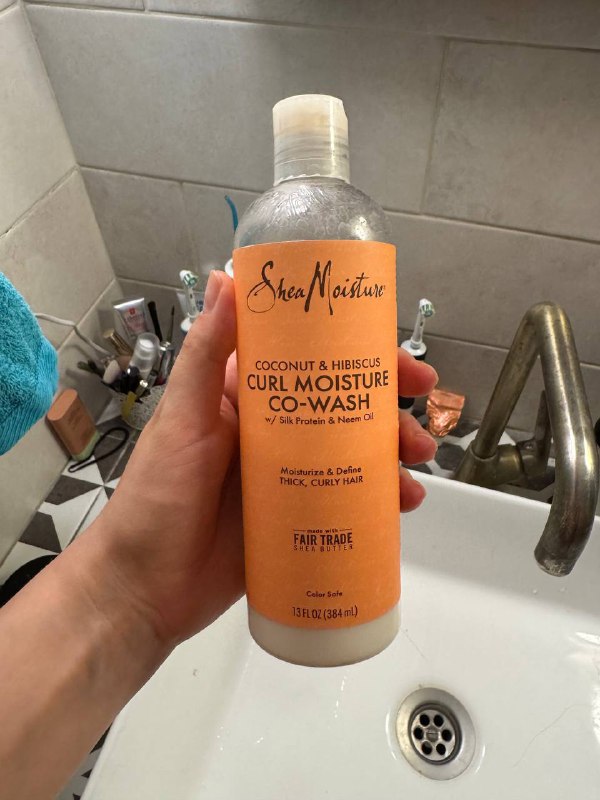 SheaMoisture
COCONUT & HIBISCUS
CURL MOISTURE
CO-WASH
w/ Silk Protein & Neem Oil
Moisturize & Define
THICK, CURLY HAIR
made with
FAIR TRADE
SHEA BUTTER
Color Safe
13 FL OZ (384 mL)